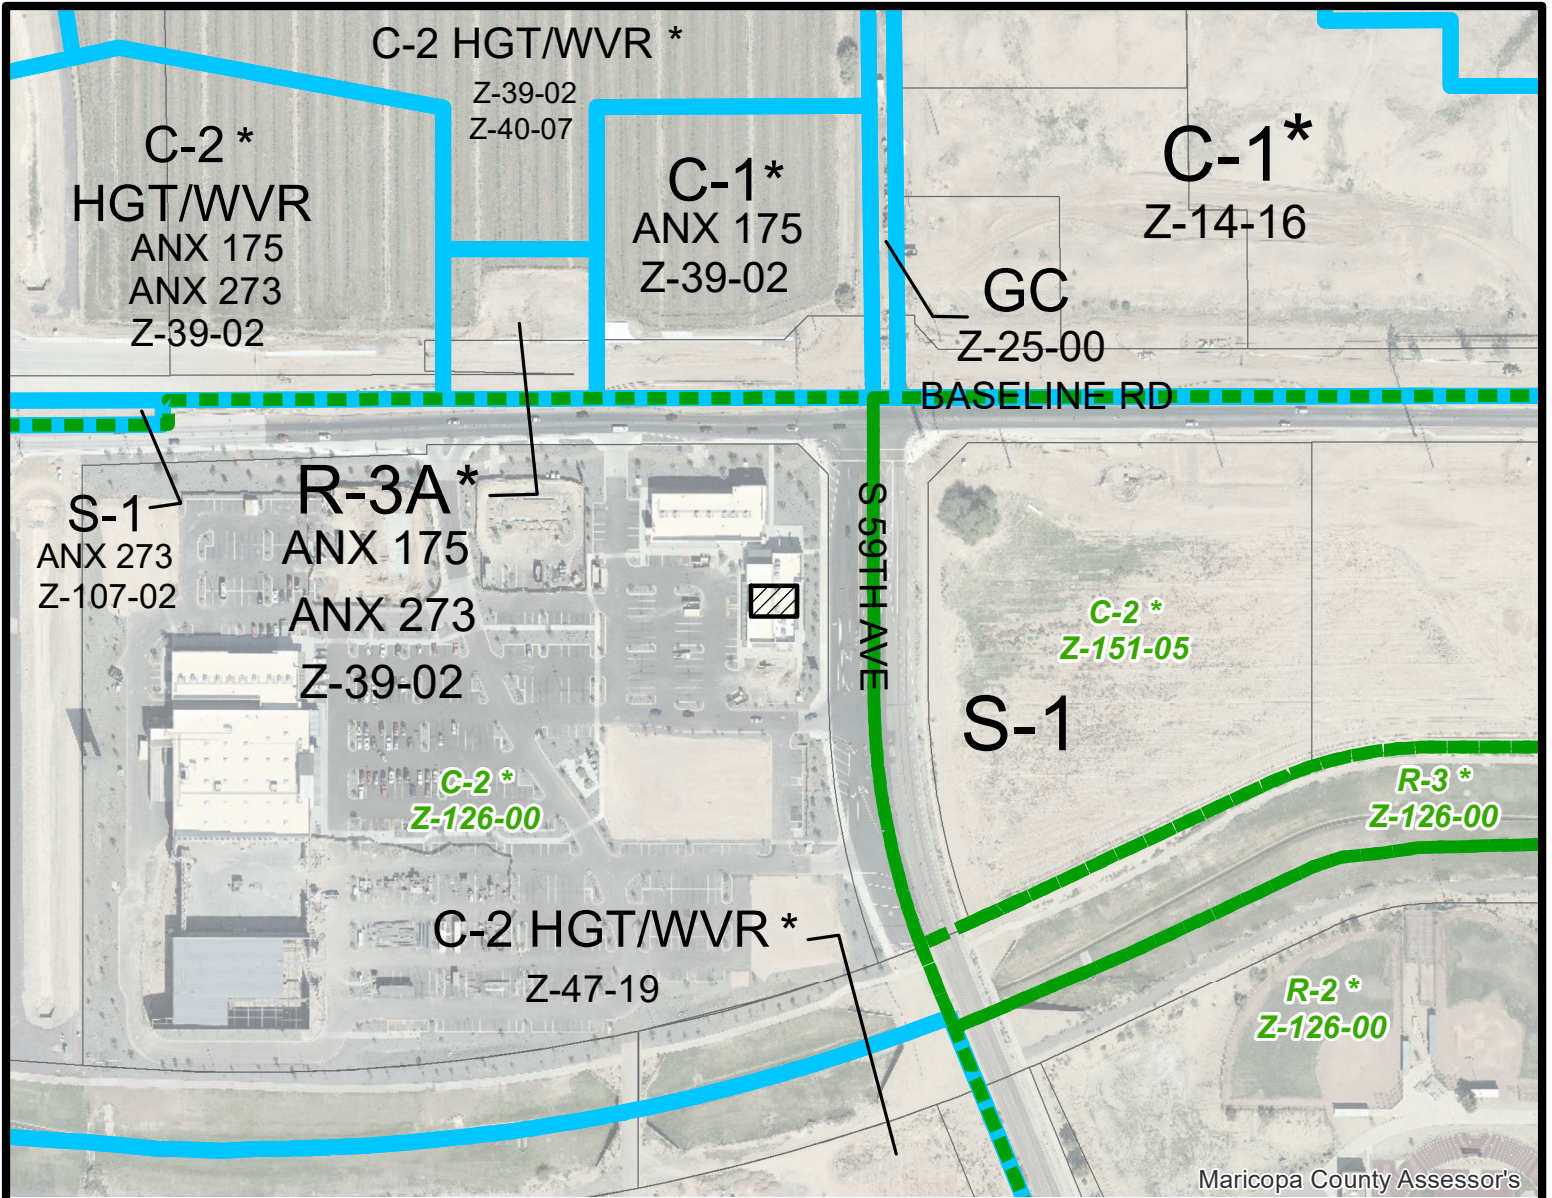 C-2 HGT/WVR *
Z-39-02
Z-40-07
C-2 *
HGT/WVR
ANX 175
ANX 273
Z-39-02
C-1*
ANX 175
Z-39-02
C-1*
Z-14-16
GC
Z-25-00
BASELINE RD
S-1
ANX 273
Z-107-02
R-3A *
ANX 175
ANX 273
Z-39-02
S 59TH AVE
C-2 *
Z-151-05
S-1
C-2 *
Z-126-00
R-3 *
Z-126-00
C-2 HGT/WVR *
Z-47-19
R-2 *
Z-126-00
Maricopa County Assessor's